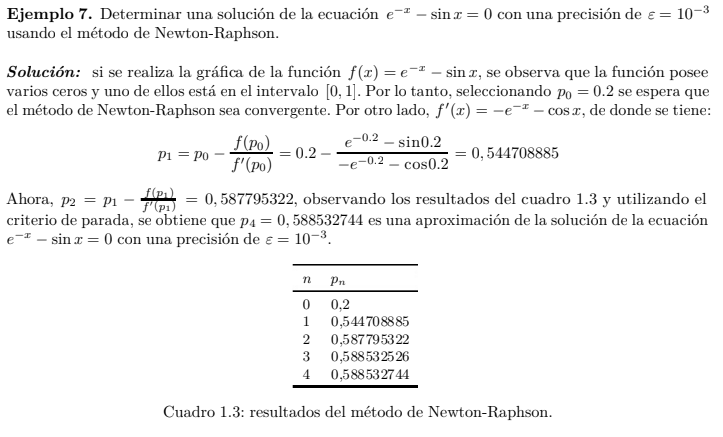 Ejemplo 7. Determinar una solución de la ecuación e^{-x} − sin x = 0 con una precisión de ε = 10^{-3}
usando el método de Newton-Raphson.
Solución: si se realiza la gráfica de la función f(x) = e^{-x} − sin x, se observa que la función posee
varios ceros y uno de ellos está en el intervalo [0, 1]. Por lo tanto, seleccionando p_0 = 0.2 se espera que
el método de Newton-Raphson sea convergente. Por otro lado, f'(x) = −e^{-x} − cos x, de donde se tiene:
p_1 = p_0 − \frac{f(p_0)}{f'(p_0)} = 0.2 − \frac{e^{-0.2} − sin0.2}{−e^{-0.2} − cos0.2} = 0,544708885
Ahora, p_2 = p_1 − \frac{f(p_1)}{f'(p_1)} = 0,587795322, observando los resultados del cuadro 1.3 y utilizando el
criterio de parada, se obtiene que p_4 = 0,588532744 es una aproximación de la solución de la ecuación
e^{-x} − sin x = 0 con una precisión de ε = 10^{-3}.
n p_n
0 0,2
1 0,544708885
2 0,587795322
3 0,588532526
4 0,588532744
Cuadro 1.3: resultados del método de Newton-Raphson.